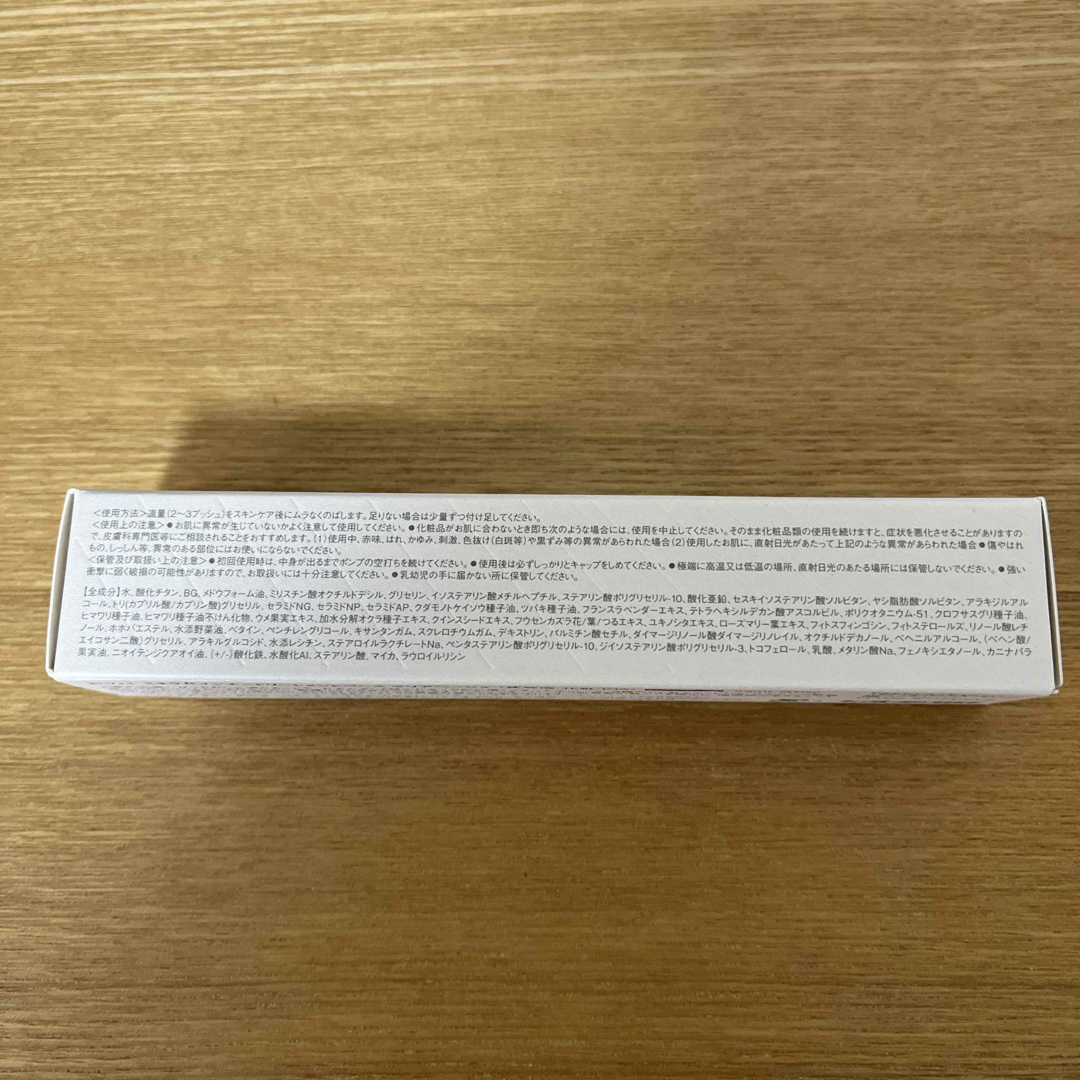 〈使用方法〉適量(2〜3プッシュ)をスキンケア後にムラなくのばします。足りない場合は少量ずつ付け足してください。
〈使用上の注意〉●お肌に異常が生じていないかよく注意して使用してください。●化粧品がお肌に合わないとき即ち次のような場合には、使用を中止してください。そのまま化粧品類の使用を続けますと、症状を悪化させることがありますの
で、皮膚科専門医等にご相談されることをおすすめします。(1)使用中、赤味、はれ、かゆみ、刺激、色抜け(白斑等)や黒ずみ等の異常があらわれた場合(2)使用したお肌に、直射日光があたって上記のような異常があらわれた場合●傷やはれ
もの、しっしん等、異常のある部位にはお使いにならないでください。
〈保管及び取扱い上の注意〉●初回使用時は、中身が出るまでポンプの空打ちを続けてください。●使用後は必ずしっかりとキャップをしめてください。●極端に高温又は低温の場所、直射日光のあたる場所には保管しないでください。●強い
衝撃に弱く破損の可能性がありますので、お取扱いには十分注意してください。●乳幼児の手に届かない所に保管してください。
【全成分】水、酸化チタン、BG、メドウフォーム油、ミリスチン酸オクチルドデシル、グリセリン、イソステアリン酸メチルヘプチル、ステアリン酸ポリグリセリル-10、酸化亜鉛、セスキイソステアリン酸ソルビタン、ヤシ脂肪酸ソルビタン、アラキジルアル
コール、トリ(カプリル酸/カプリン酸)グリセリル、セラミドNG、セラミドNP、セラミドAP、クダモノトケイソウ種子油、ツバキ種子油、フランスラベンダーエキス、テトラヘキシルデカン酸アスコルビル、ポリクオタニウム-51、クロフサスグリ種子油、
ヒマワリ種子油、ヒマワリ種子油不けん化物、ウメ果実エキス、加水分解オクラ種子エキス、クインスシードエキス、フウセンカズラ花/葉/つるエキス、ユキノシタエキス、ローズマリー葉エキス、フィトスフィンゴシン、フィトステロールズ、リノール酸レチ
ノール、ホホバエステル、水添野菜油、ベタイン、ペンチレングリコール、キサンタンガム、スクレロチウムガム、デキストリン、パルミチン酸セチル、ダイマージリノール酸ダイマージリノレイル、オクチルドデカノール、ベヘニルアルコール、(ベヘン酸/
エイコサン二酸)グリセリル、アラキルグルコシド、水添レシチン、ステアロイルラクチレートNa、ペンタステアリン酸ポリグリセリル-10、ジイソステアリン酸ポリグリセリル-3、トコフェロール、乳酸、メタリン酸Na、フェノキシエタノール、カニナバラ
果実油、ニオイテンジクアオイ油、(+/-)酸化鉄、水酸化Al、ステアリン酸、マイカ、ラウロイルリシン